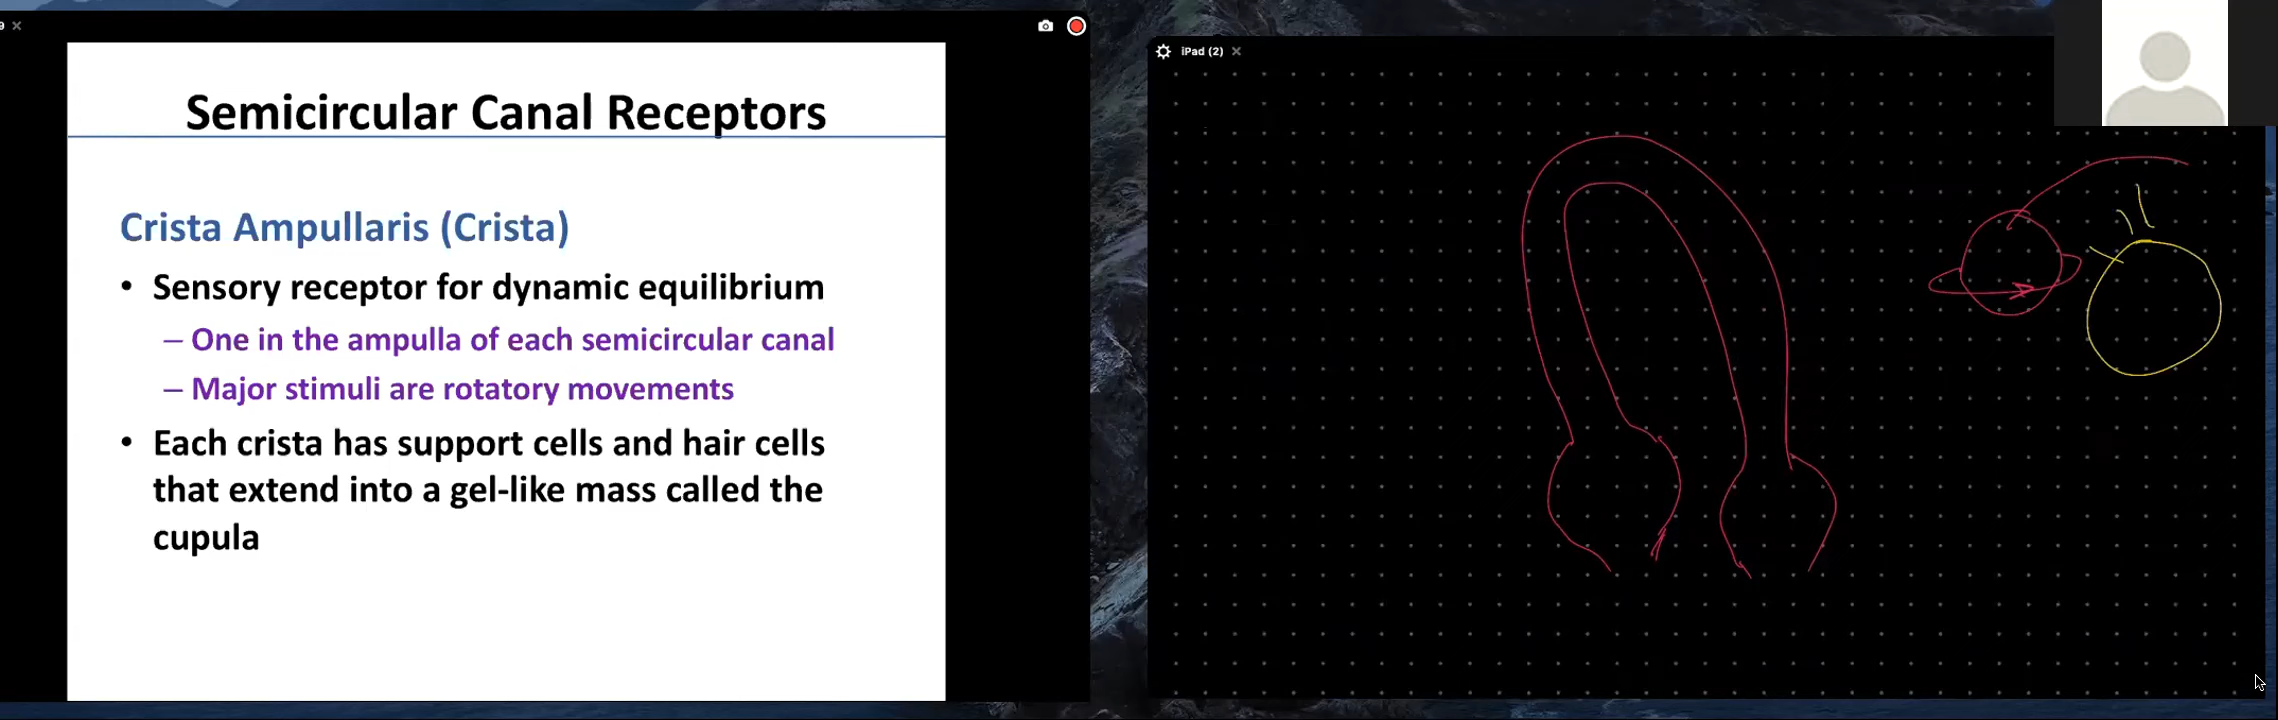 9
iPad (2)
Semicircular Canal Receptors
Crista Ampullaris (Crista)
• Sensory receptor for dynamic equilibrium
– One in the ampulla of each semicircular canal
– Major stimuli are rotatory movements
• Each crista has support cells and hair cells
that extend into a gel-like mass called the
cupula